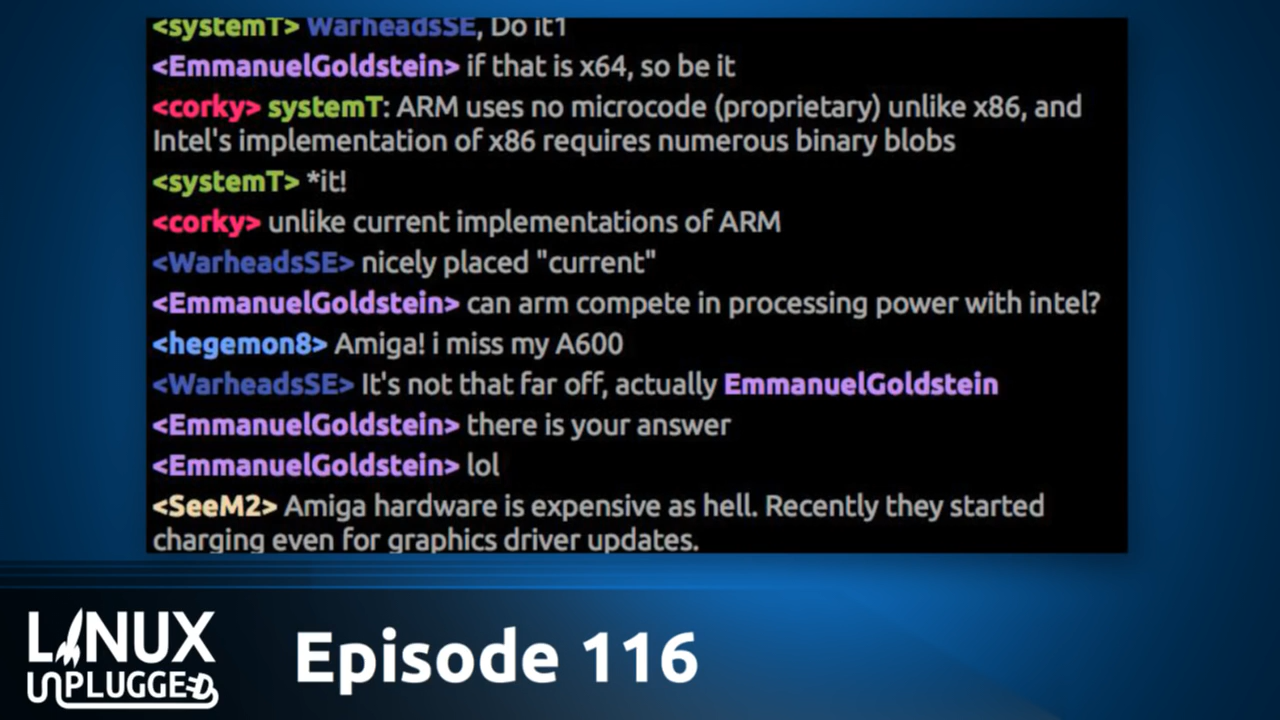 <systemT> WarheadsSE, Do it1
<EmmanuelGoldstein> if that is x64, so be it
<corky> systemT: ARM uses no microcode (proprietary) unlike x86, and
Intel's implementation of x86 requires numerous binary blobs
<systemT> *it!
<corky> unlike current implementations of ARM
<WarheadsSE> nicely placed "current"
<EmmanuelGoldstein> can arm compete in processing power with intel?
<hegemon8> Amiga! i miss my A600
<WarheadsSE> It's not that far off, actually EmmanuelGoldstein
<EmmanuelGoldstein> there is your answer
<EmmanuelGoldstein> lol
<SeeM2> Amiga hardware is expensive as hell. Recently they started
charging even for graphics driver updates.
LINUX
UNPLUGGED
Episode 116